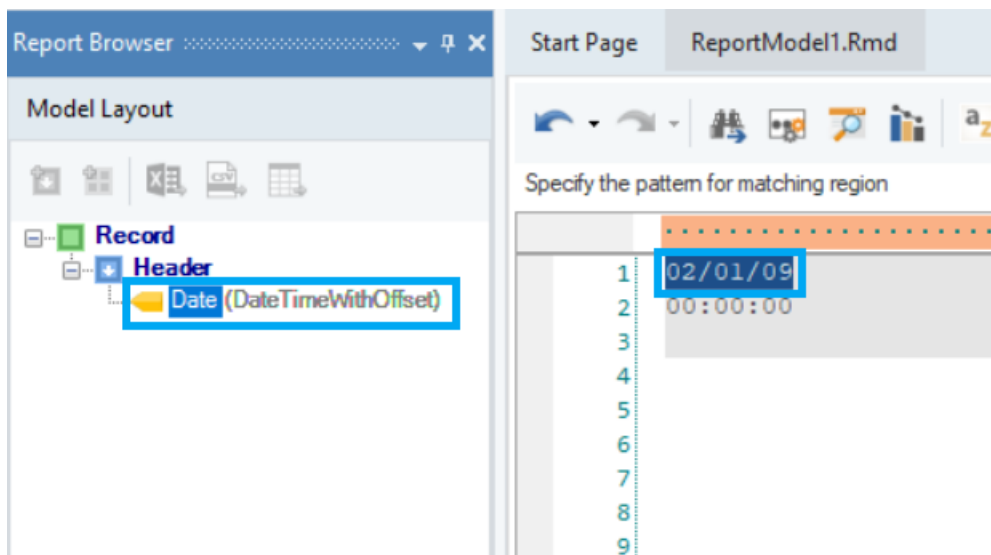 Report Browser
Model Layout
Record
Header
Date (DateTimeWithOffset)
Start Page ReportModel1.Rmd
Specify the pattern for matching region
1 02/01/09
2 00:00:00
3
4
5
6
7
8
9